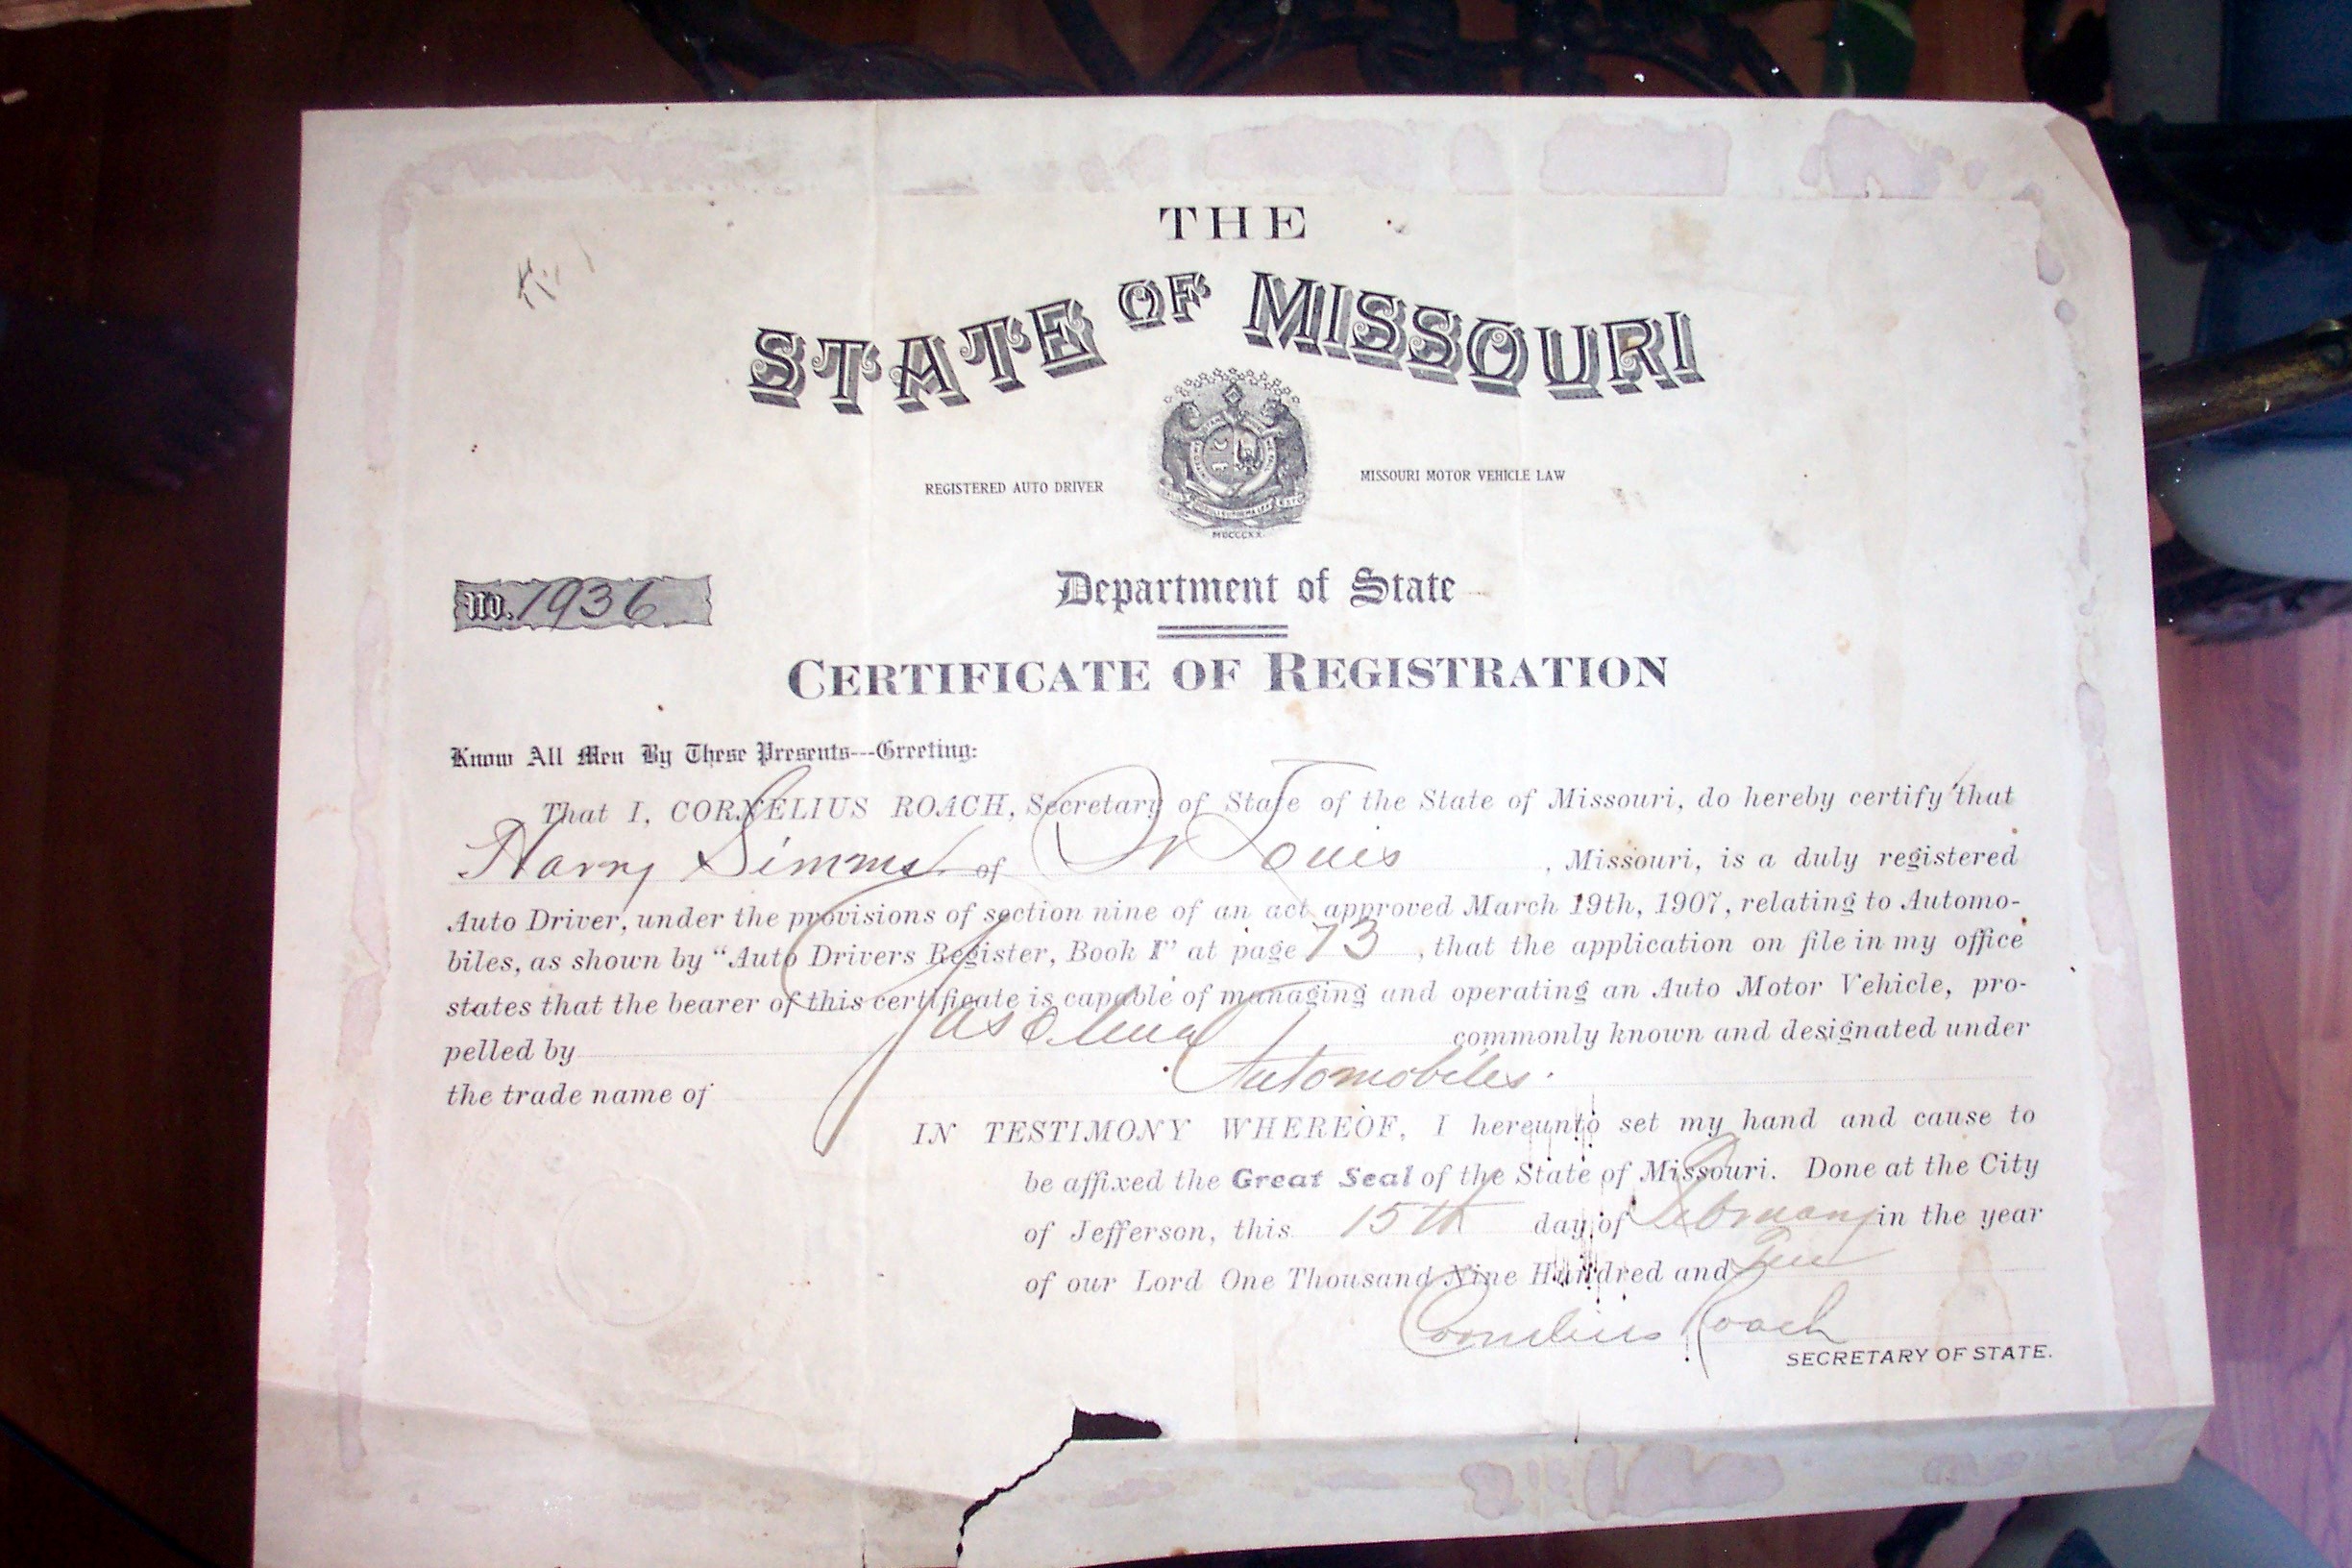 THE
STATE OF MISSOURI
REGISTERED AUTO DRIVER
MISSOURI MOTOR VEHICLE LAW
MDCCCXX
No. 1936
Department of State
CERTIFICATE OF REGISTRATION
Know All Men By These Presents---Greeting:
That I, CORNELIUS ROACH, Secretary of State of the State of Missouri, do hereby certify that
Harry Simms of St Louis, Missouri, is a duly registered
Auto Driver, under the provisions of section nine of an act approved March 19th, 1907, relating to Automo-
biles, as shown by "Auto Drivers Register, Book 1" at page 73, that the application on file in my office
states that the bearer of this certificate is capable of managing and operating an Auto Motor Vehicle, pro-
pelled by Gasoline commonly known and designated under
the trade name of Automobiles.
IN TESTIMONY WHEREOF, I hereunto set my hand and cause to
be affixed the Great Seal of the State of Missouri. Done at the City
of Jefferson, this 15th day of February in the year
of our Lord One Thousand Nine Hundred and Ten
Cornelius Roach
SECRETARY OF STATE.